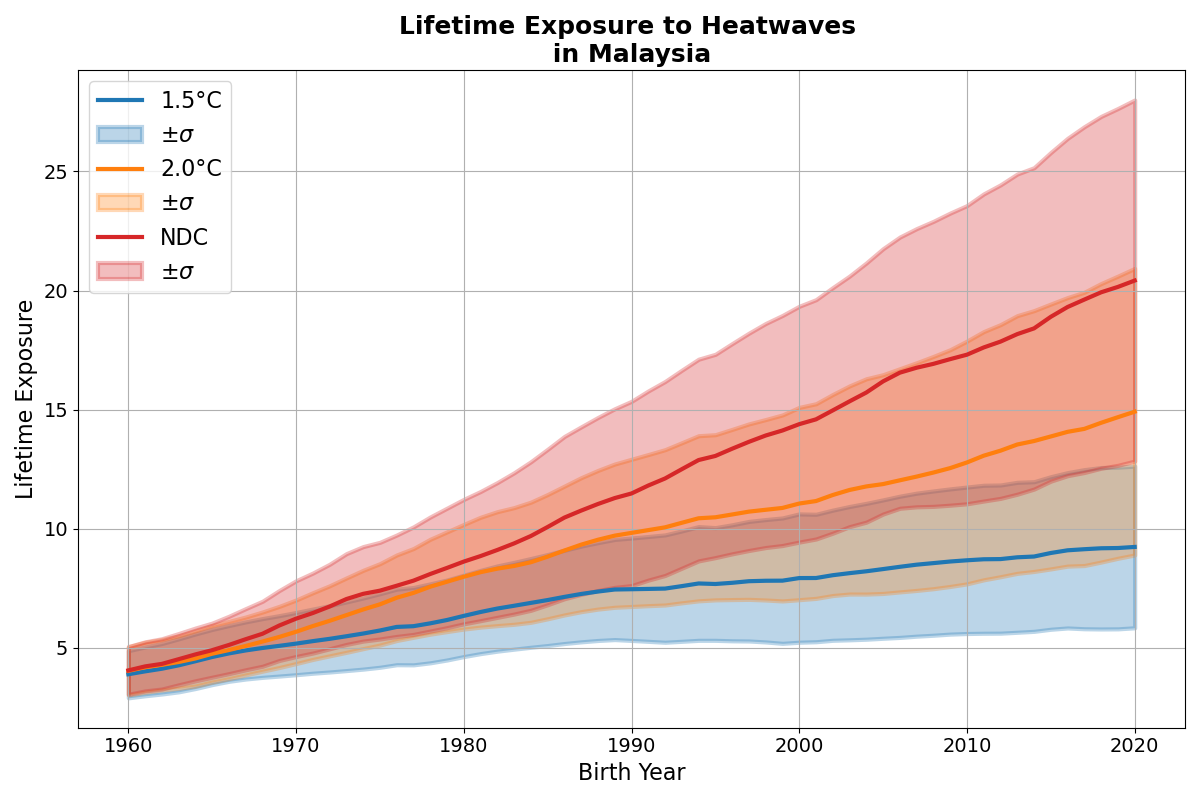 Lifetime Exposure to Heatwaves
in Malaysia
1.5°C
±σ
2.0°C
±σ
NDC
±σ
Lifetime Exposure
25
20
15
10
5
1960 1970 1980 1990 2000 2010 2020
Birth Year